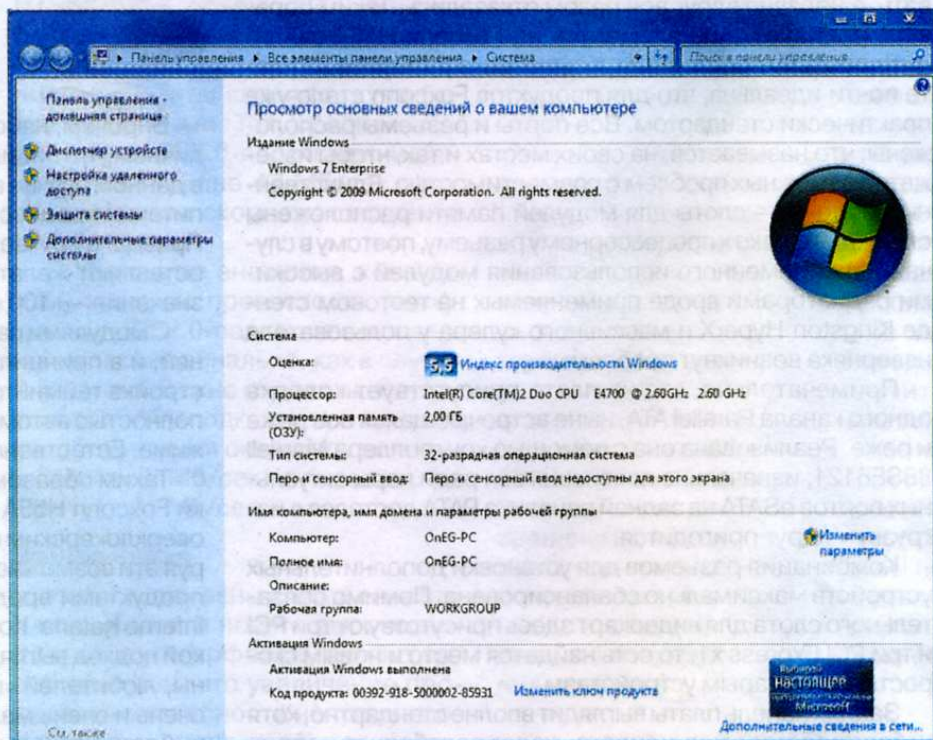 Панель управления ▸ Все элементы панели управления ▸ Система
Поиск в панели управления
Панель управления - домашняя страница
Диспетчер устройств
Настройка удаленного доступа
Защита системы
Дополнительные параметры системы
См. также
Просмотр основных сведений о вашем компьютере
Издание Windows
Windows 7 Enterprise
Copyright © 2009 Microsoft Corporation. All rights reserved.
Система
Оценка: 5,5 Индекс производительности Windows
Процессор: Intel(R) Core(TM)2 Duo CPU E4700 @ 2.60GHz 2.60 GHz
Установленная память (ОЗУ): 2,00 ГБ
Тип системы: 32-разрядная операционная система
Перо и сенсорный ввод: Перо и сенсорный ввод недоступны для этого экрана
Имя компьютера, имя домена и параметры рабочей группы
Компьютер: OnEG-PC
Изменить параметры
Полное имя: OnEG-PC
Описание:
Рабочая группа: WORKGROUP
Активация Windows
Активация Windows выполнена
Код продукта: 00392-918-5000002-85931 Изменить ключ продукта
Выбирай
НАСТОЯЩЕЕ
Microsoft
Дополнительные сведения в сети...